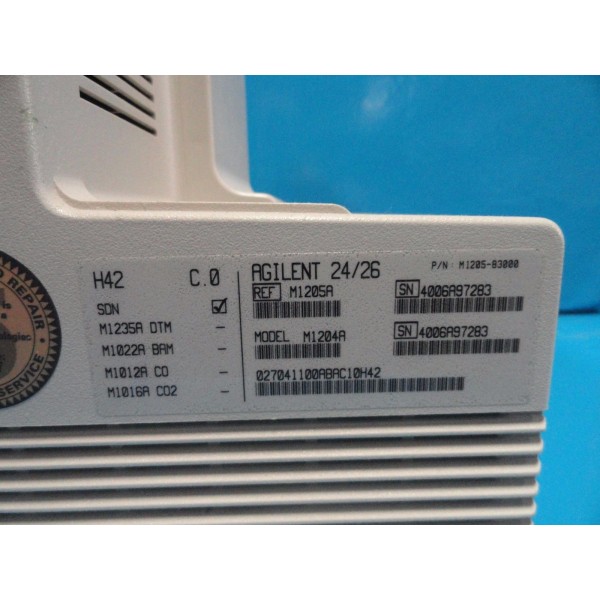 H42 C.0
SDN ☑
M1235A DTM -
M1022A BAM -
M1012A CO -
M1016A CO2 -
AGILENT 24/26 P/N: M1205-83000
REF M1205A SN 4006A97283
MODEL M1204A SN 4006A97283
027041100ABAC10H42
REPAIR
SERVICE